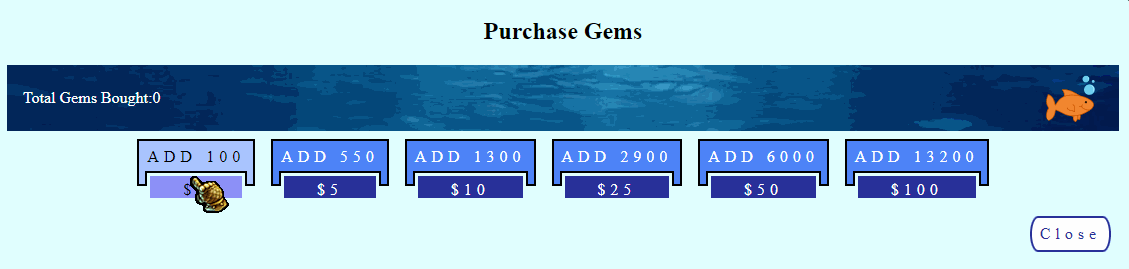 Purchase Gems
Total Gems Bought:0
ADD 100
ADD 550
ADD 1300
ADD 2900
ADD 6000
ADD 13200
$
$5
$10
$25
$50
$100
Close